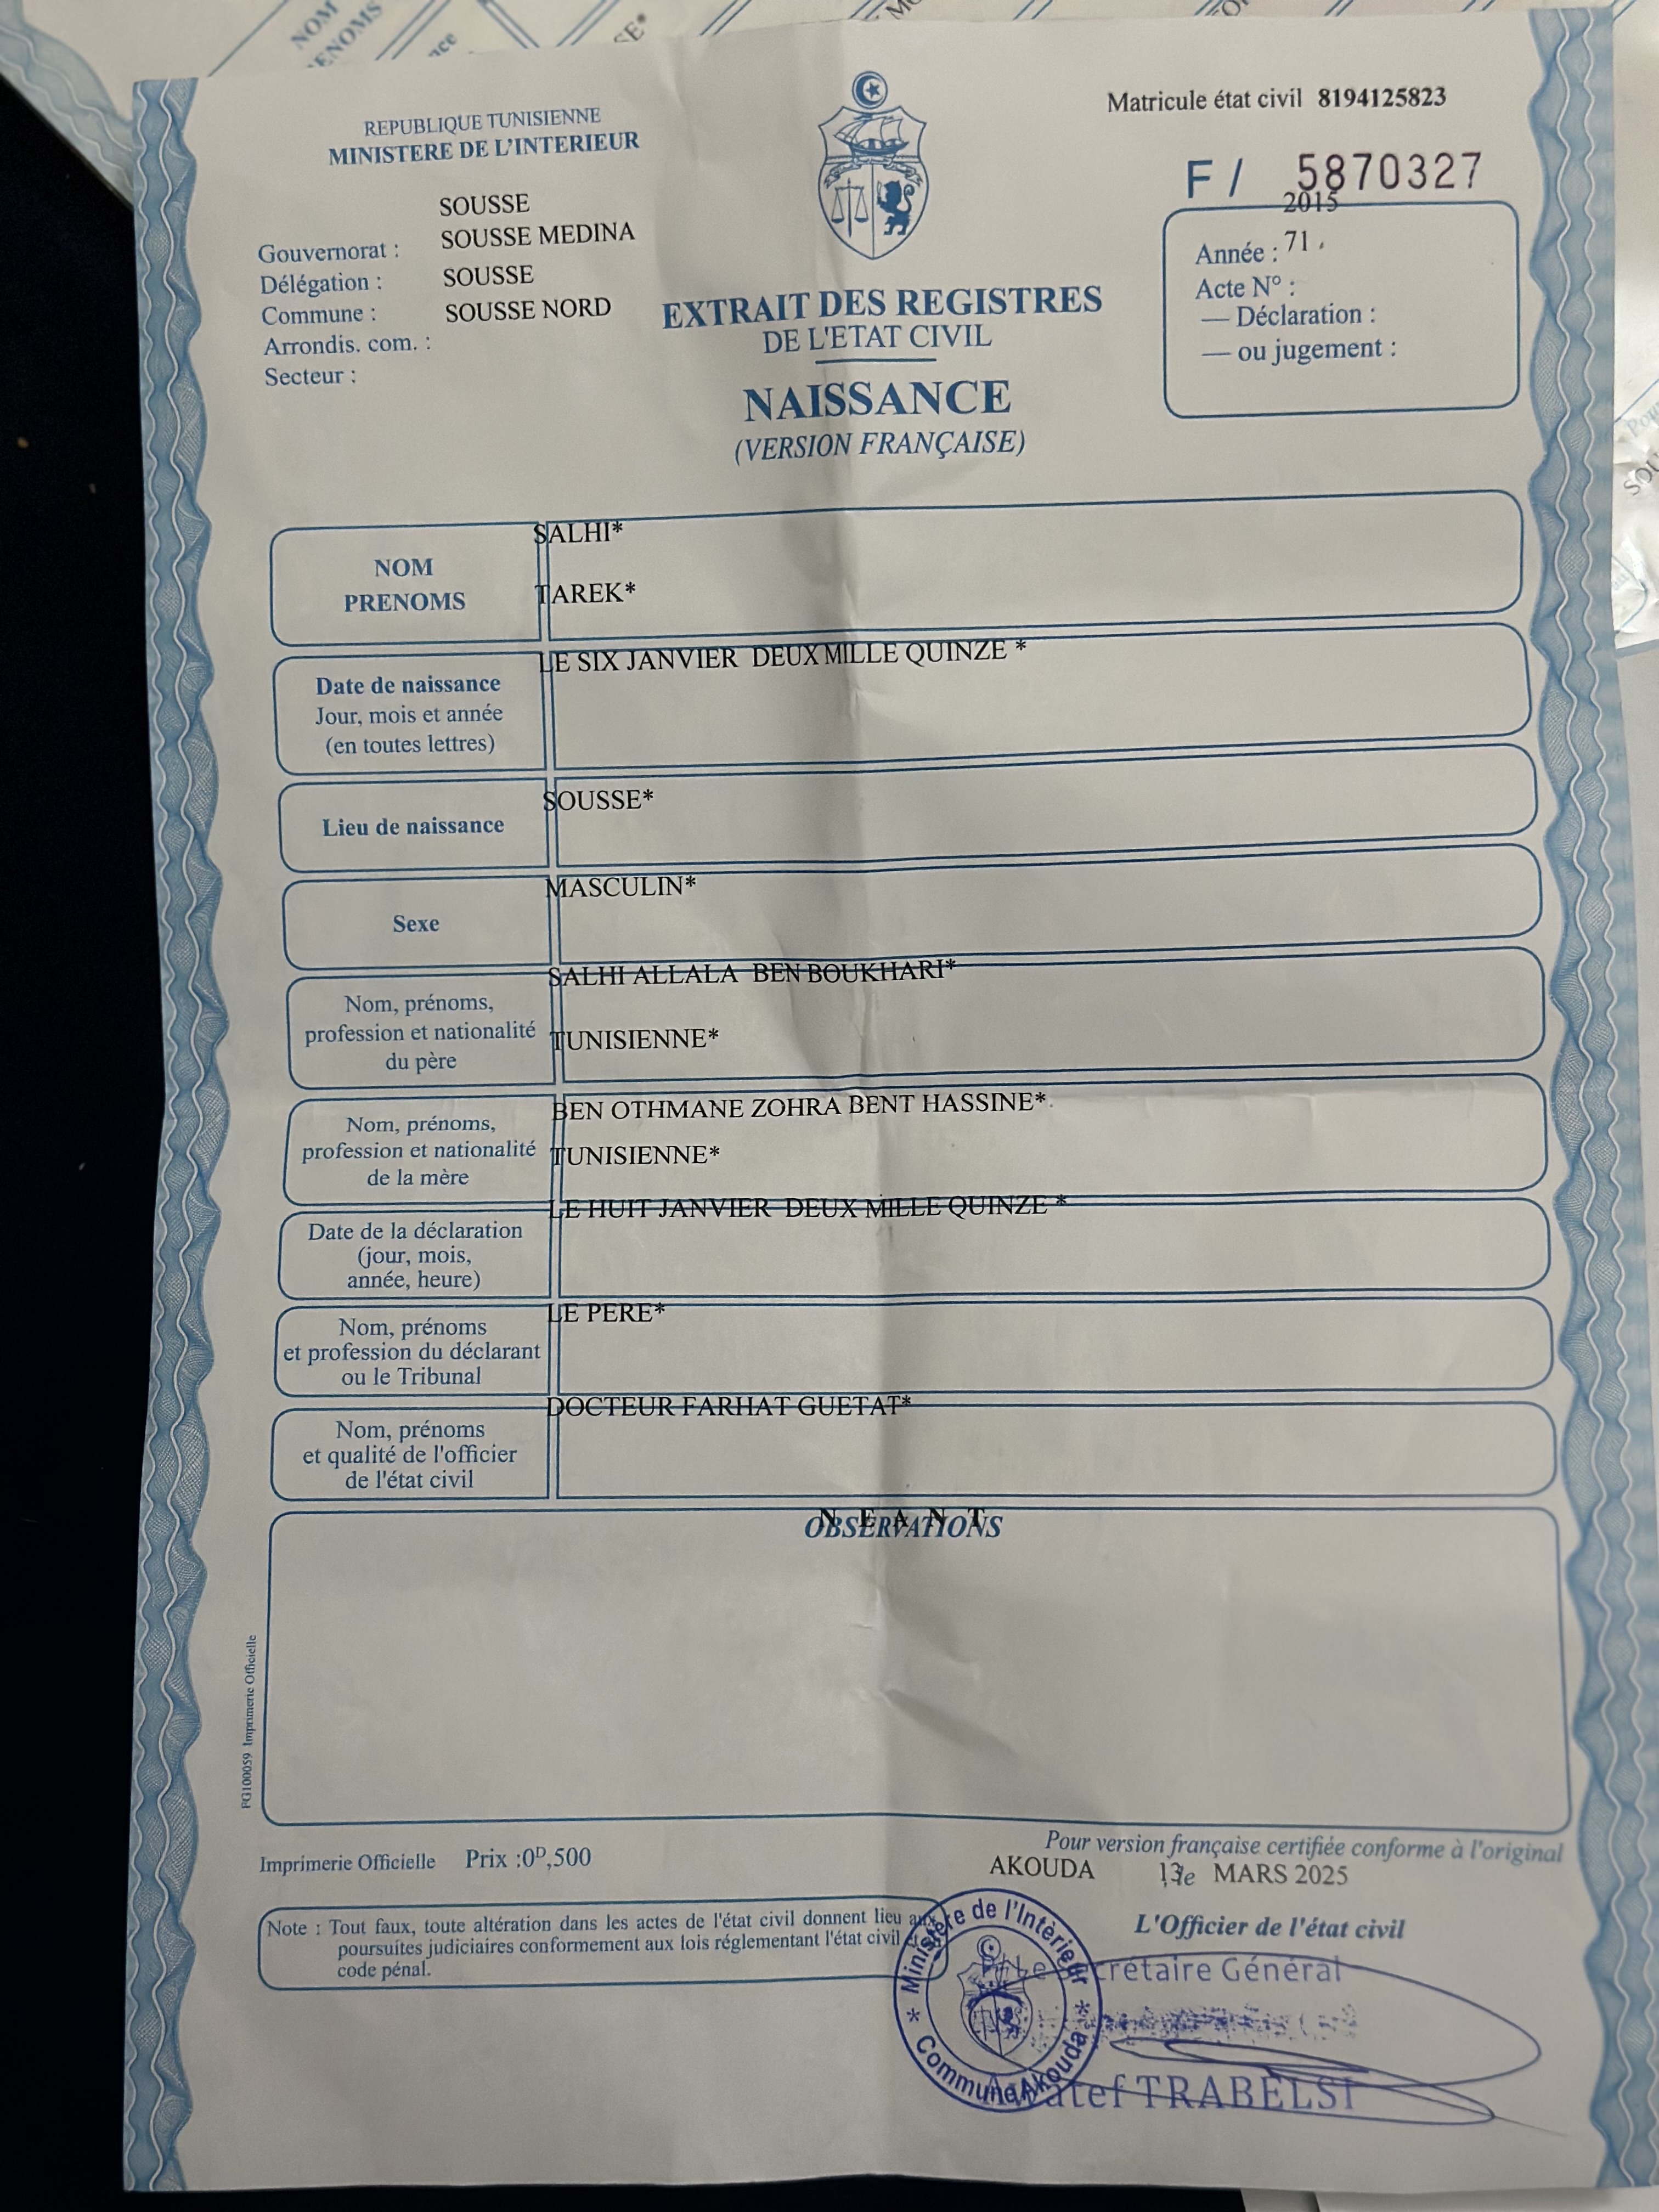 NOM
PRENOMS
REPUBLIQUE TUNISIENNE
MINISTERE DE L'INTERIEUR
Matricule état civil 8194125823
F / 5870327
SOUSSE
Gouvernorat : SOUSSE MEDINA
Délégation : SOUSSE
Commune : SOUSSE NORD
Arrondis. com. :
Secteur :
2015
Année : 71
Acte N° :
— Déclaration :
— ou jugement :
EXTRAIT DES REGISTRES
DE L'ETAT CIVIL
NAISSANCE
(VERSION FRANÇAISE)
NOM
PRENOMS
SALHI*
TAREK*
Date de naissance
Jour, mois et année
(en toutes lettres)
LE SIX JANVIER DEUX MILLE QUINZE *
Lieu de naissance
SOUSSE*
Sexe
MASCULIN*
Nom, prénoms,
profession et nationalité
du père
SALHI ALLALA BEN BOUKHARI*
TUNISIENNE*
Nom, prénoms,
profession et nationalité
de la mère
BEN OTHMANE ZOHRA BENT HASSINE*
TUNISIENNE*
Date de la déclaration
(jour, mois,
année, heure)
LE HUIT JANVIER DEUX MILLE QUINZE *
Nom, prénoms
et profession du déclarant
ou le Tribunal
LE PERE*
Nom, prénoms
et qualité de l'officier
de l'état civil
DOCTEUR FARHAT GUETAT*
N E A N T
OBSERVATIONS
FG100059 Imprimerie Officielle
Imprimerie Officielle Prix :0D,500
Pour version française certifiée conforme à l'original
AKOUDA 13 le MARS 2025
Note : Tout faux, toute altération dans les actes de l'état civil donnent lieu aux
poursuites judiciaires conformement aux lois réglementant l'état civil et
code pénal.
L'Officier de l'état civil
Ministère de l'Intérieur
Commune Akouda
Le Secrétaire Général
TRABELSI